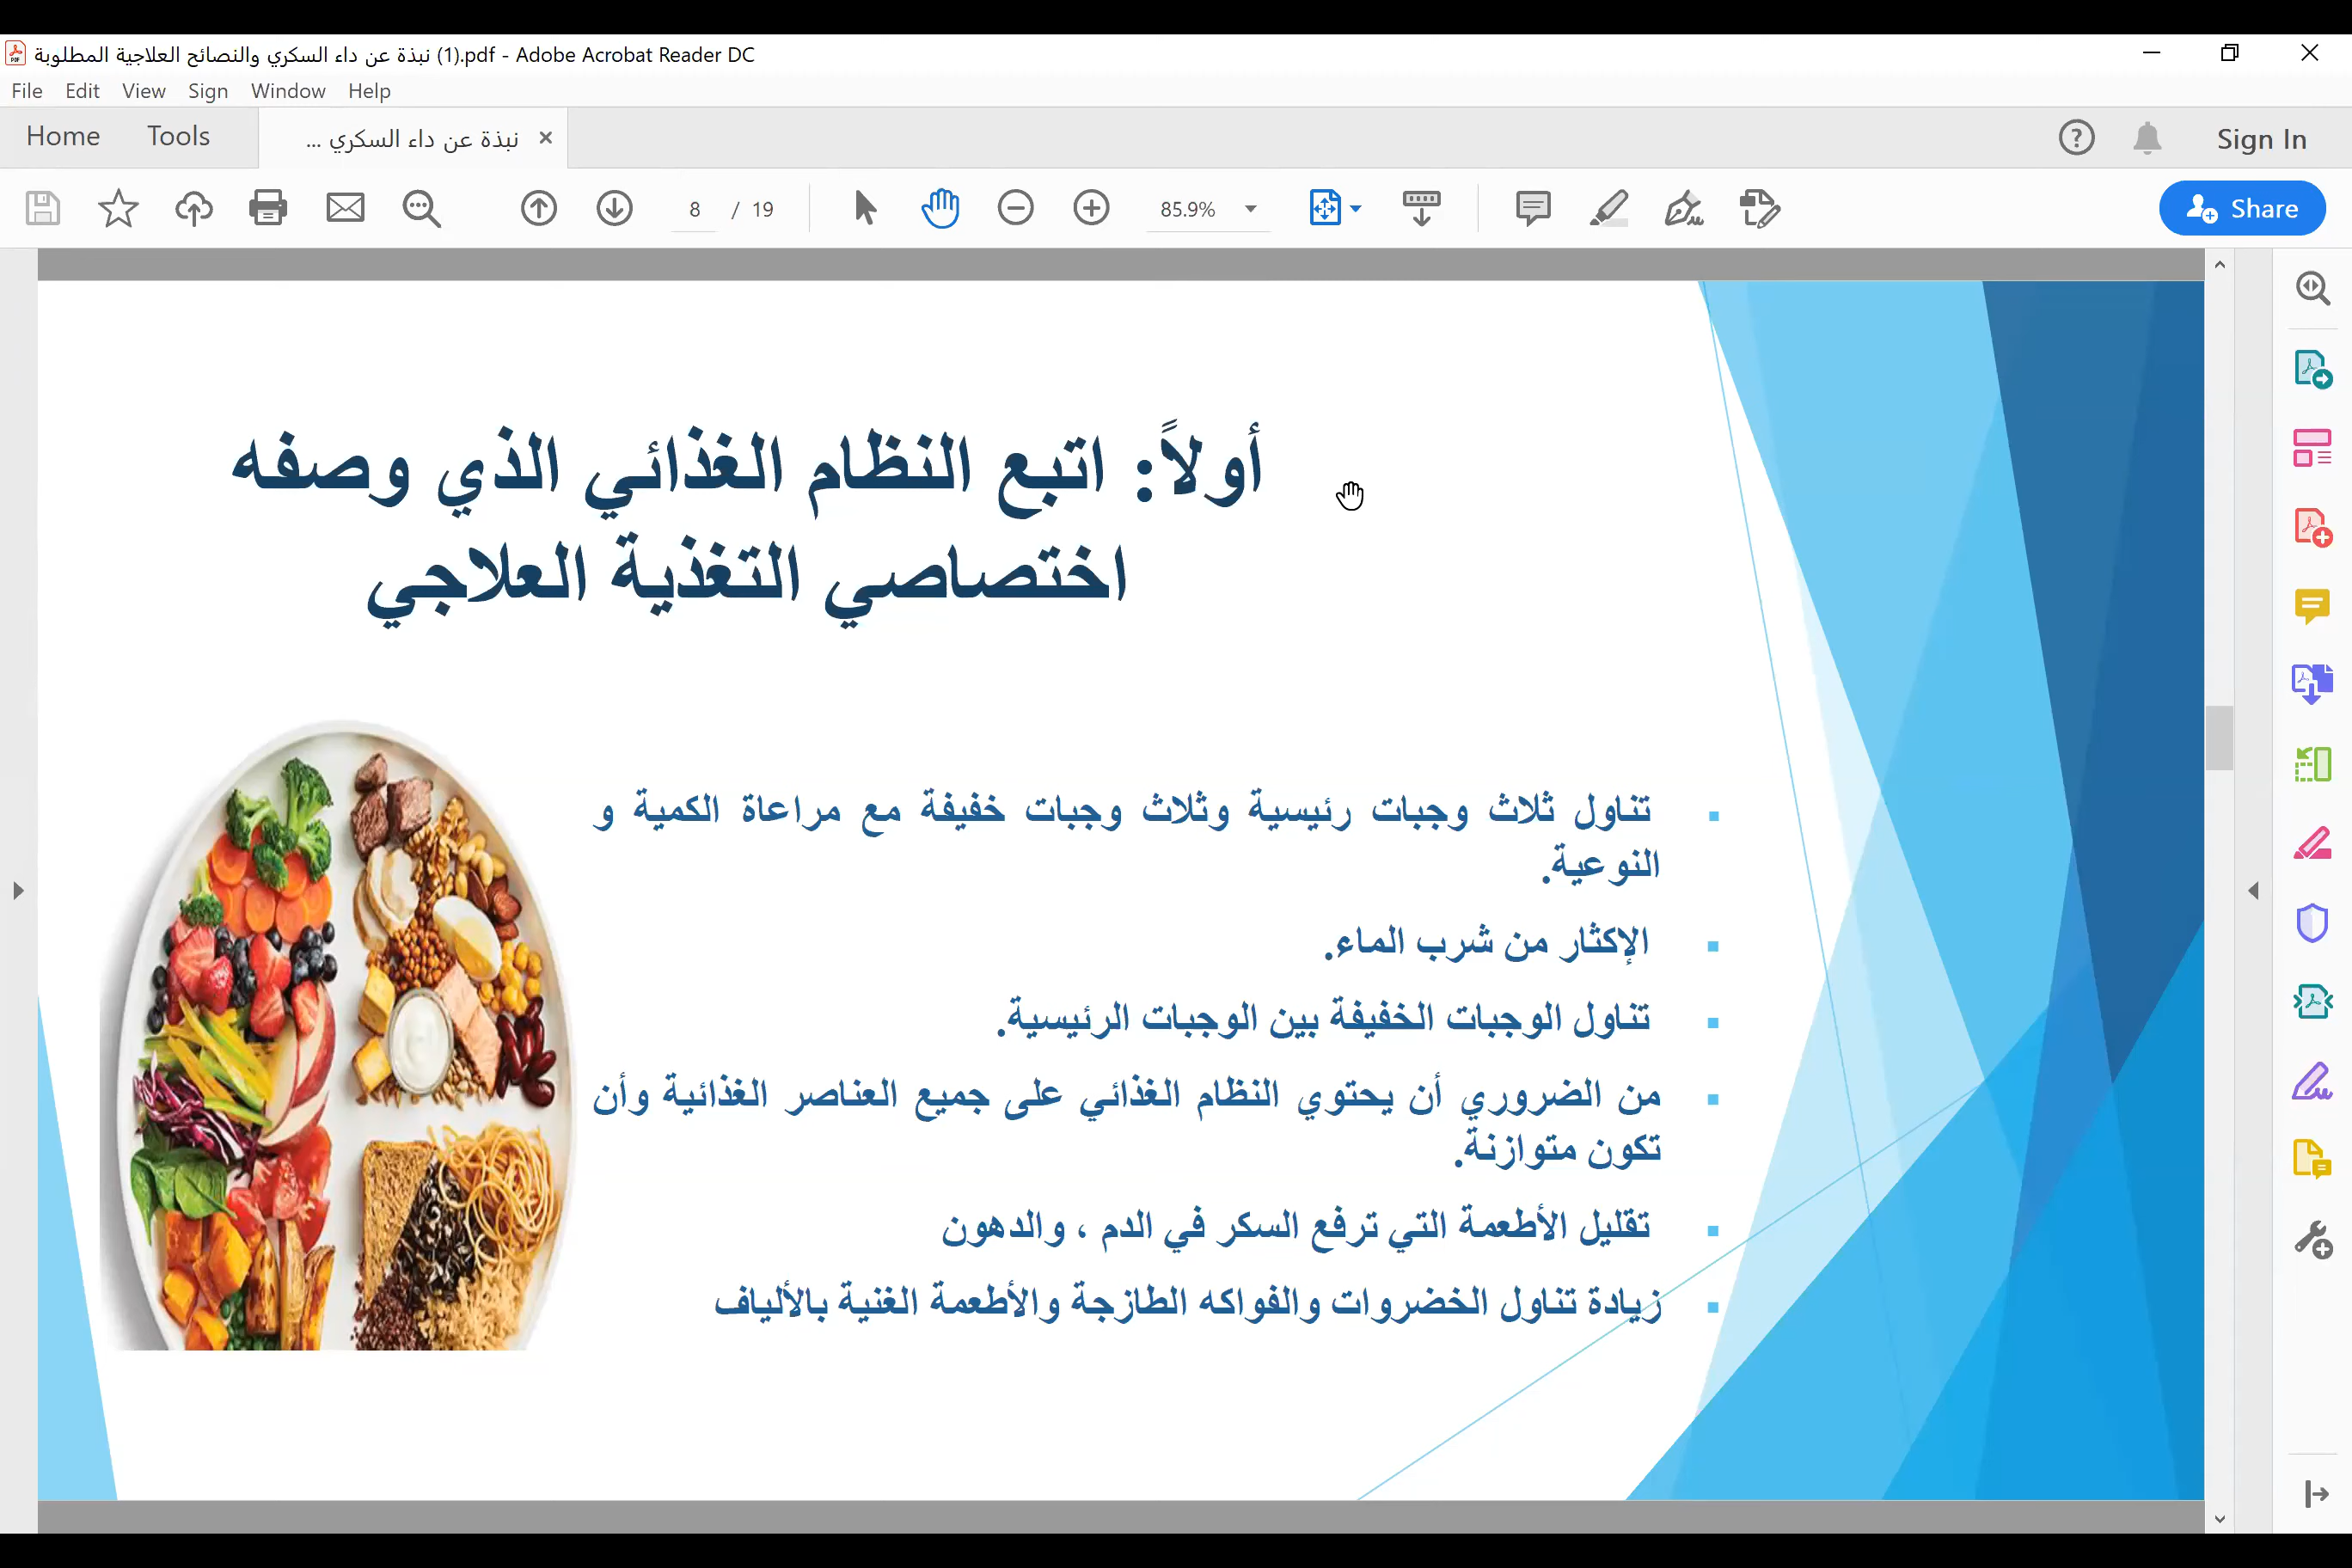 نبذة عن داء السكري والنصائح العلاجية المطلوبة (1).pdf - Adobe Acrobat Reader DC
File Edit View Sign Window Help
Home Tools نبذة عن داء السكري ... Sign In
8 / 19 85.9% Share
أولاً: اتبع النظام الغذائي الذي وصفه
اختصاصي التغذية العلاجي
تناول ثلاث وجبات رئيسية وثلاث وجبات خفيفة مع مراعاة الكمية و
النوعية.
الإكثار من شرب الماء.
تناول الوجبات الخفيفة بين الوجبات الرئيسية.
من الضروري أن يحتوي النظام الغذائي على جميع العناصر الغذائية وأن
تكون متوازنة.
تقليل الأطعمة التي ترفع السكر في الدم ، والدهون
زيادة تناول الخضروات والفواكه الطازجة والأطعمة الغنية بالألياف